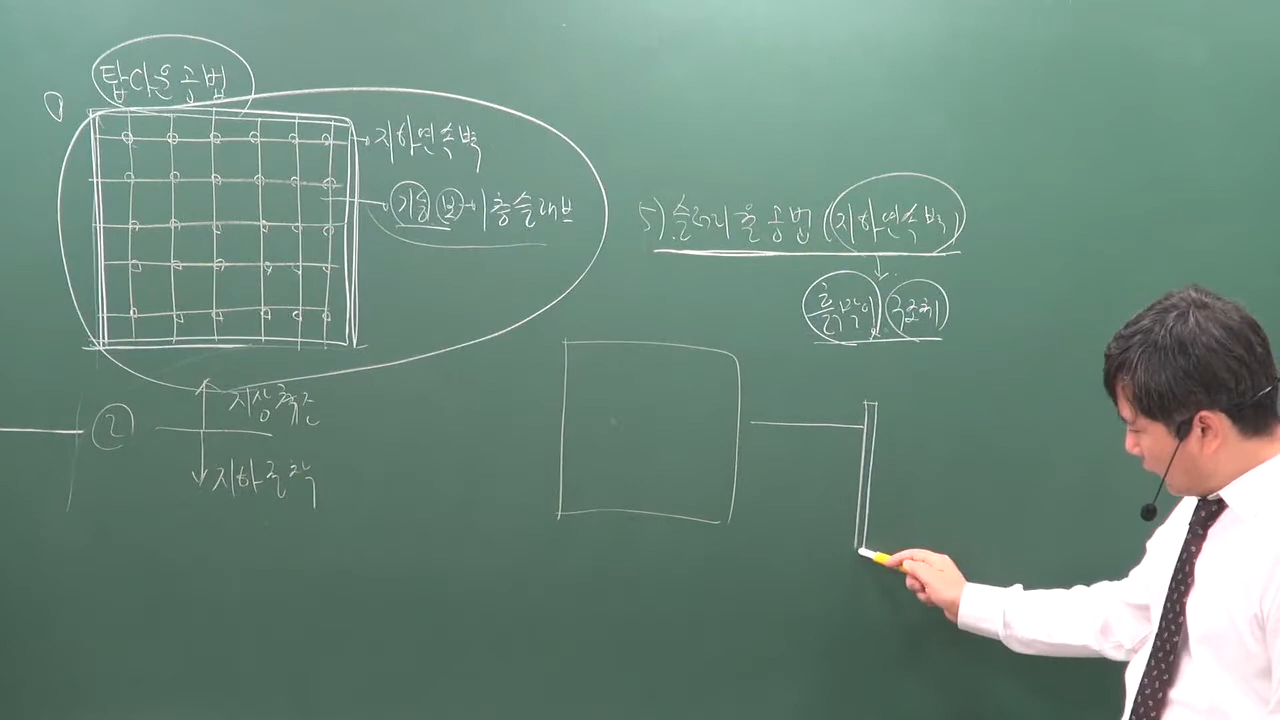 탑다운 공법
①
지하연속벽
기둥 보 → 1층 슬래브
② 지상 축조
지하 굴착
5) 슬러리 월 공법 (지하연속벽)
흙막이 구조체